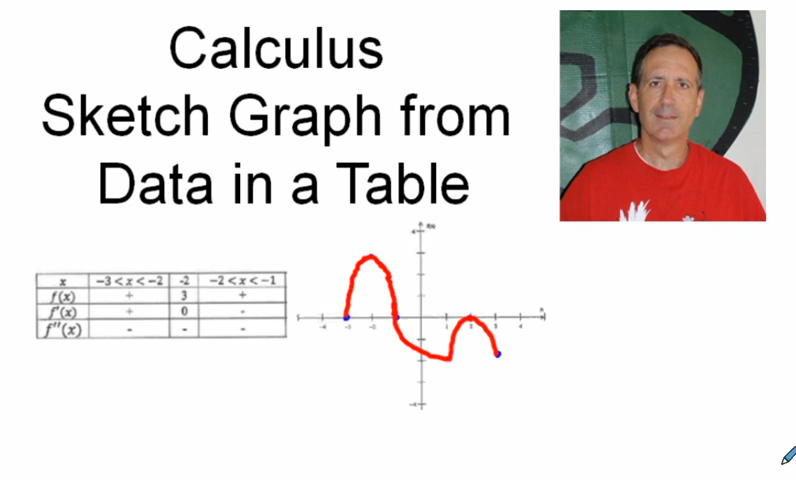 Calculus
Sketch Graph from
Data in a Table
x −3<x<−2 -2 −2<x<−1
f(x) + 3 +
f'(x) + 0 -
f''(x) - - -